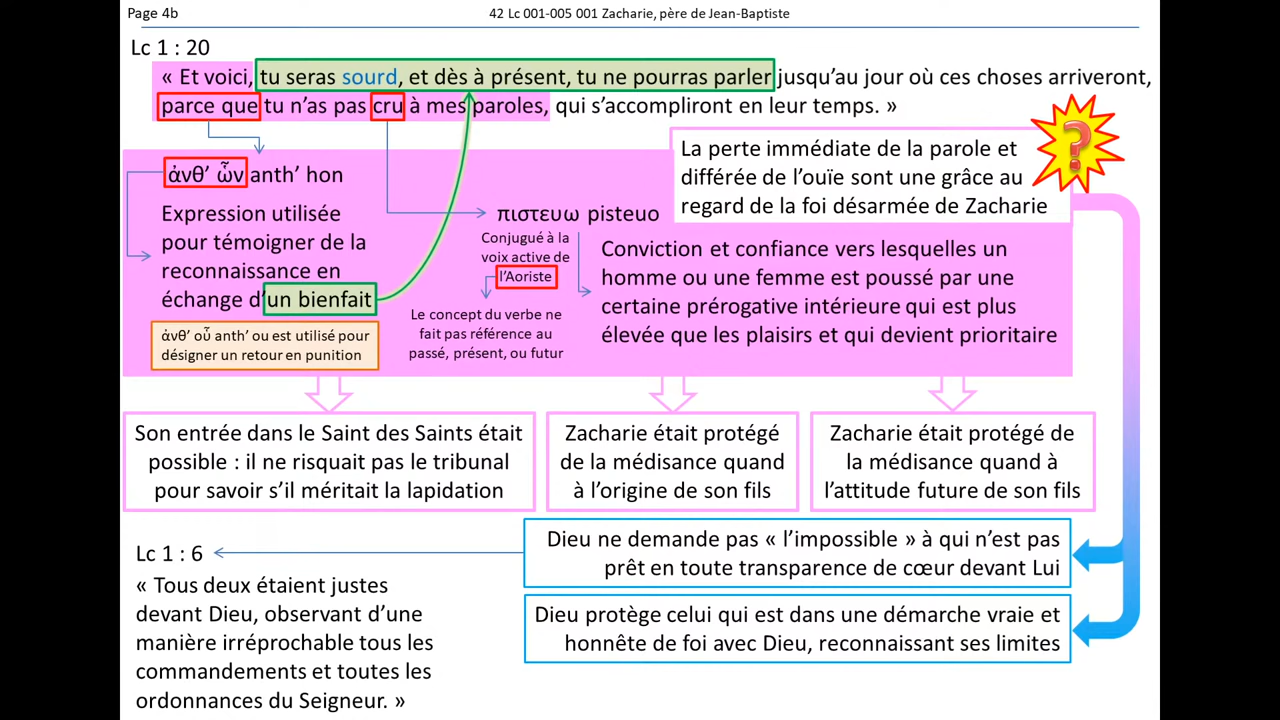 Page 4b
42 Lc 001-005 001 Zacharie, père de Jean-Baptiste
Lc 1 : 20
« Et voici, tu seras sourd, et dès à présent, tu ne pourras parler jusqu’au jour où ces choses arriveront,
parce que tu n’as pas cru à mes paroles, qui s’accompliront en leur temps. »
?
La perte immédiate de la parole et
différée de l’ouïe sont une grâce au
regard de la foi désarmée de Zacharie
ἀνθ’ ὧν anth’ hon
Expression utilisée
pour témoigner de la
reconnaissance en
échange d’un bienfait
ἀνθ’ οὗ anth’ ou est utilisé pour
désigner un retour en punition
πιστευω pisteuo
Conjugué à la
voix active de
l’Aoriste
Le concept du verbe ne
fait pas référence au
passé, présent, ou futur
Conviction et confiance vers lesquelles un
homme ou une femme est poussé par une
certaine prérogative intérieure qui est plus
élevée que les plaisirs et qui devient prioritaire
Son entrée dans le Saint des Saints était
possible : il ne risquait pas le tribunal
pour savoir s’il méritait la lapidation
Zacharie était protégé
de la médisance quand
à l’origine de son fils
Zacharie était protégé de
la médisance quand à
l’attitude future de son fils
Dieu ne demande pas « l’impossible » à qui n’est pas
prêt en toute transparence de cœur devant Lui
Dieu protège celui qui est dans une démarche vraie et
honnête de foi avec Dieu, reconnaissant ses limites
Lc 1 : 6
« Tous deux étaient justes
devant Dieu, observant d’une
manière irréprochable tous les
commandements et toutes les
ordonnances du Seigneur. »